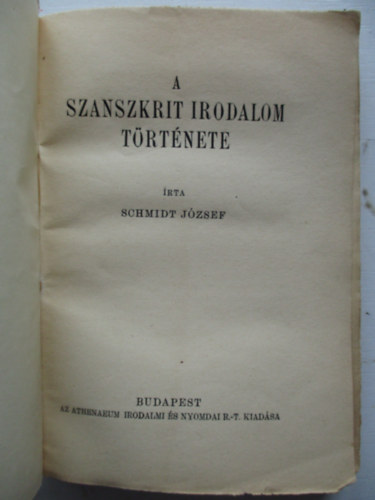 A
SZANSZKRIT IRODALOM
TÖRTÉNETE
ÍRTA
SCHMIDT JÓZSEF
BUDAPEST
AZ ATHENAEUM IRODALMI ÉS NYOMDAI R.-T. KIADÁSA